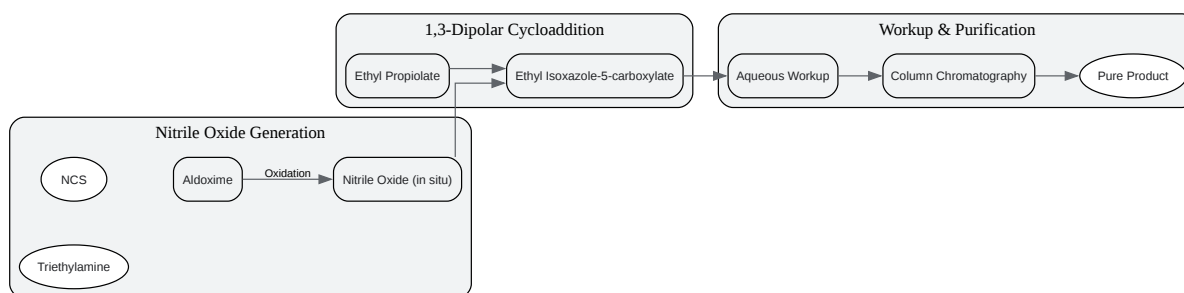 1,3-Dipolar Cycloaddition
Ethyl Propiolate
Ethyl Isoxazole-5-carboxylate
Workup & Purification
Aqueous Workup
Column Chromatography
Pure Product
Nitrile Oxide Generation
NCS
Aldoxime
Oxidation
Nitrile Oxide (in situ)
Triethylamine